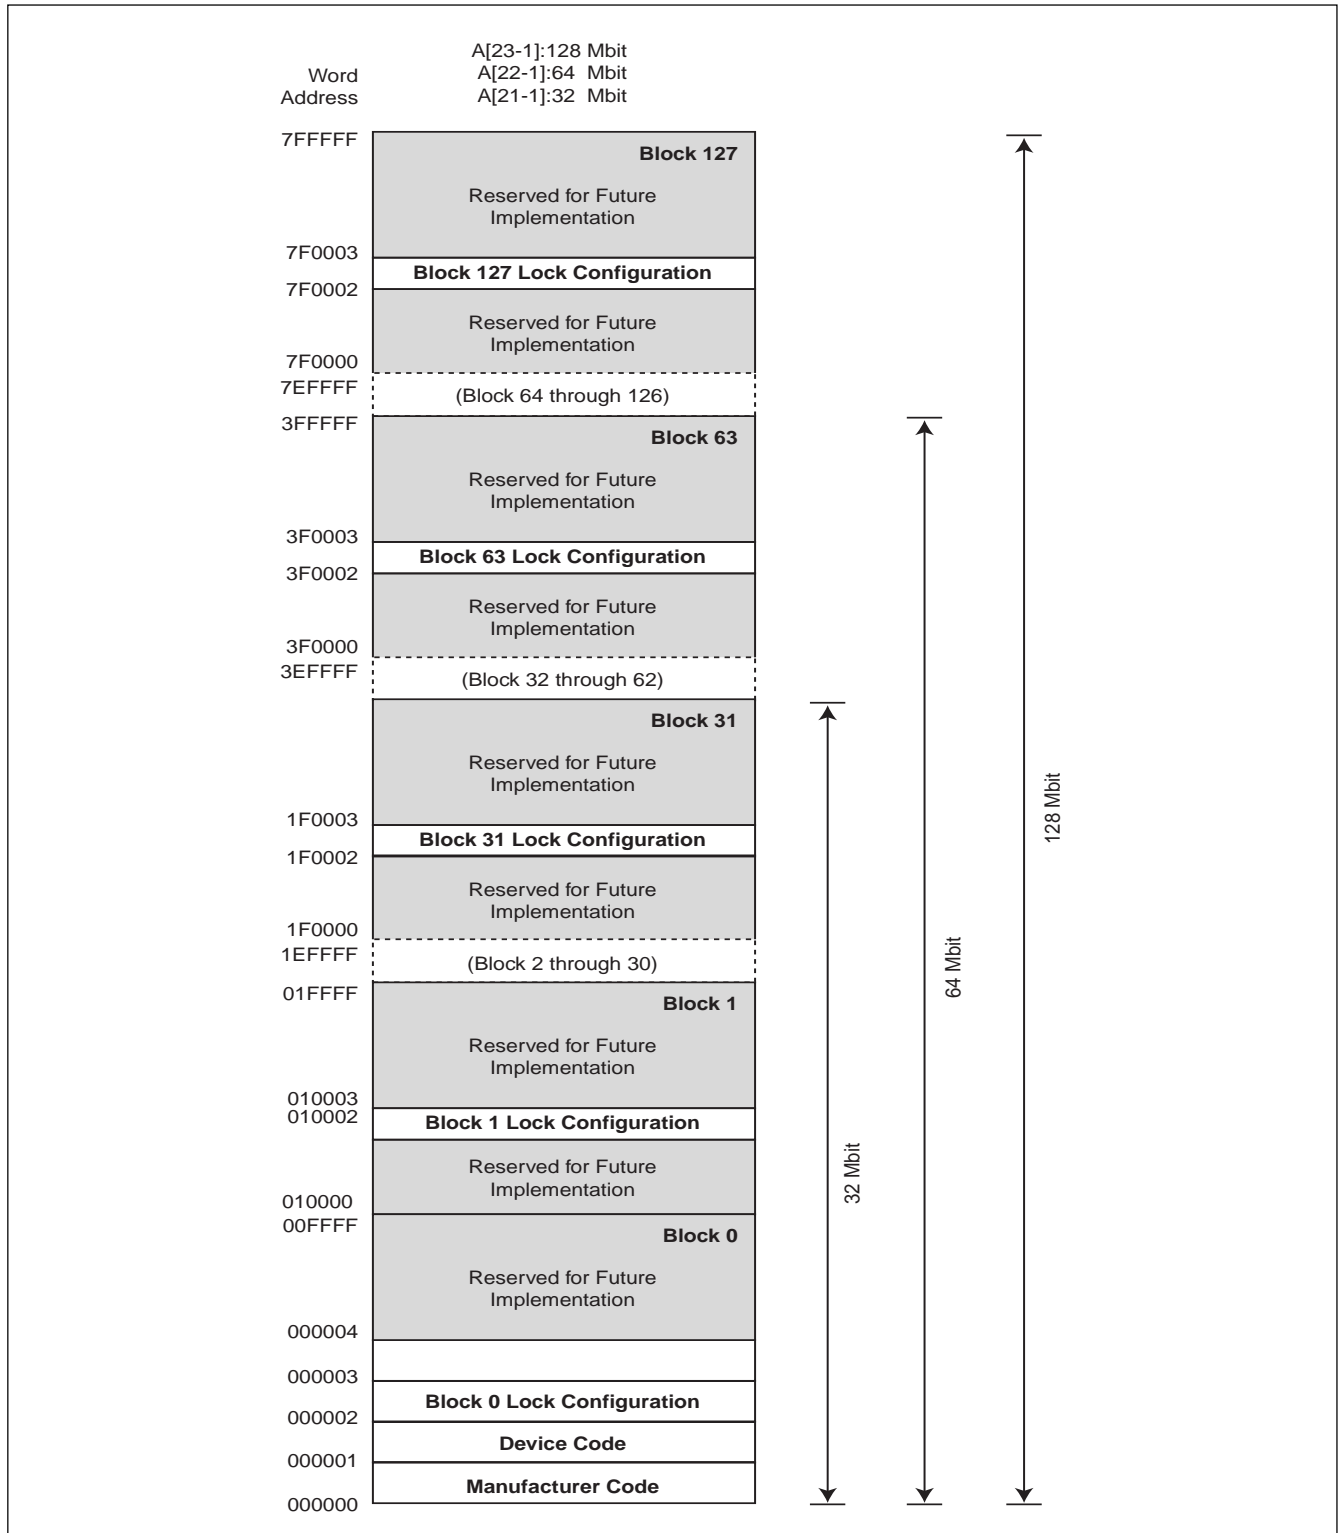 A[23-1]:128 Mbit
A[22-1]:64 Mbit
A[21-1]:32 Mbit
Word
Address
7FFFFF
Block 127
Reserved for Future
Implementation
7F0003
Block 127 Lock Configuration
7F0002
Reserved for Future
Implementation
7F0000
7EFFFF
(Block 64 through 126)
3FFFFF
Block 63
Reserved for Future
Implementation
3F0003
Block 63 Lock Configuration
3F0002
Reserved for Future
Implementation
3F0000
3EFFFF
(Block 32 through 62)
Block 31
Reserved for Future
Implementation
1F0003
Block 31 Lock Configuration
1F0002
Reserved for Future
Implementation
1F0000
1EFFFF
(Block 2 through 30)
01FFFF
Block 1
Reserved for Future
Implementation
010003
010002
Block 1 Lock Configuration
Reserved for Future
Implementation
010000
00FFFF
Block 0
Reserved for Future
Implementation
000004
000003
Block 0 Lock Configuration
000002
Device Code
000001
Manufacturer Code
000000
32 Mbit
64 Mbit
128 Mbit